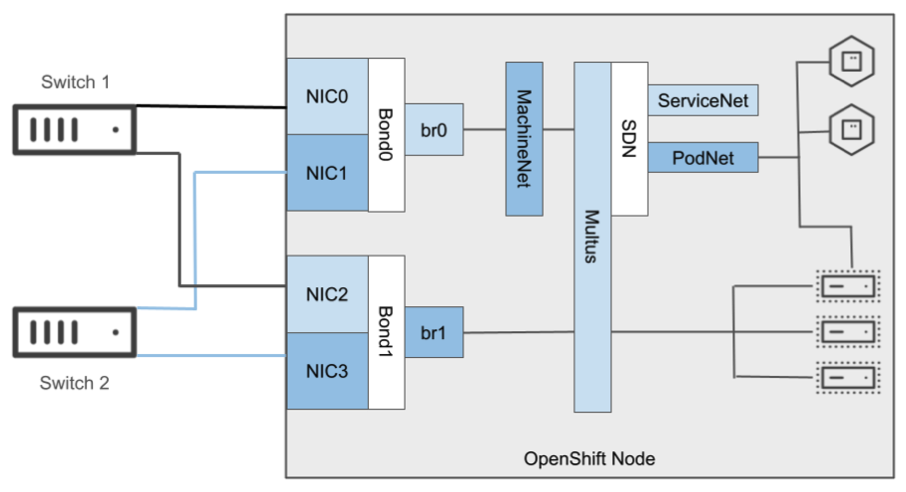 Switch 1
NIC0
NIC1
Bond0
br0
MachineNet
Multus
SDN
ServiceNet
PodNet
NIC2
NIC3
Bond1
br1
Switch 2
OpenShift Node